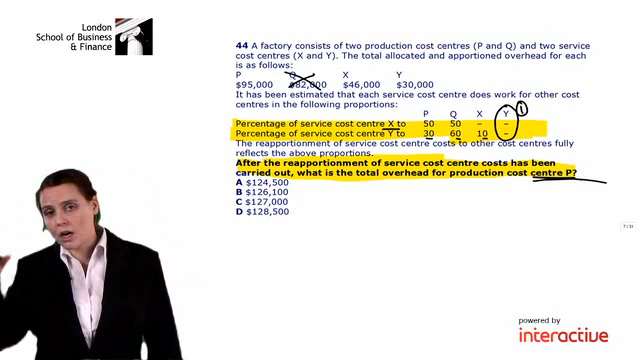 London
School of Business
& Finance
44 A factory consists of two production cost centres (P and Q) and two service
cost centres (X and Y). The total allocated and apportioned overhead for each
is as follows:
P Q X Y
$95,000 $82,000 $46,000 $30,000
It has been estimated that each service cost centre does work for other cost
centres in the following proportions:
P Q X Y 1
Percentage of service cost centre X to 50 50 – –
Percentage of service cost centre Y to 30 60 10 –
The reapportionment of service cost centre costs to other cost centres fully
reflects the above proportions.
After the reapportionment of service cost centre costs has been
carried out, what is the total overhead for production cost centre P?
A $124,500
B $126,100
C $127,000
D $128,500
7 / 31
powered by
interactive